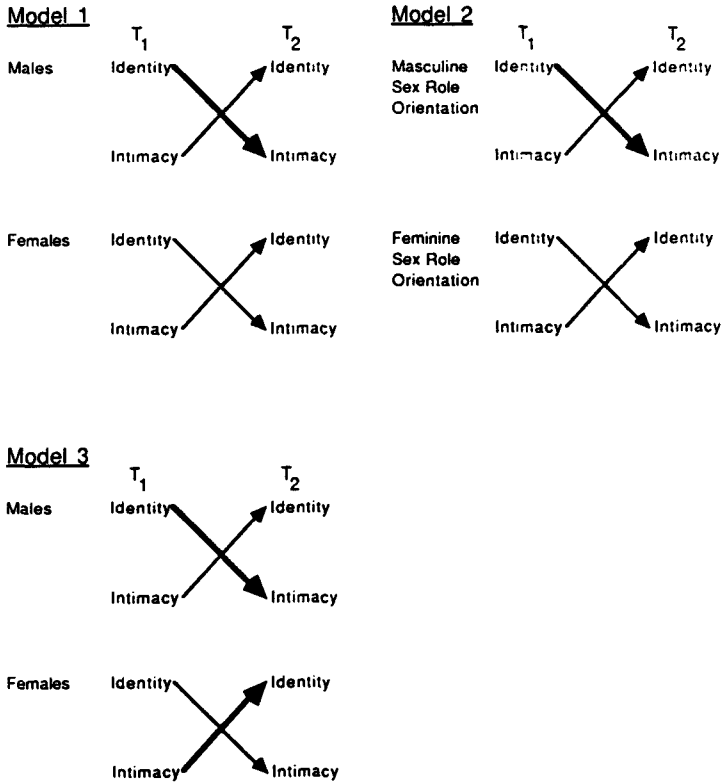 Model 1
T1 T2
Males Identity Identity
Intimacy Intimacy
Females Identity Identity
Intimacy Intimacy
Model 2
T1 T2
Masculine Identity Identity
Sex Role
Orientation
Intimacy Intimacy
Feminine Identity Identity
Sex Role
Orientation
Intimacy Intimacy
Model 3
T1 T2
Males Identity Identity
Intimacy Intimacy
Females Identity Identity
Intimacy Intimacy